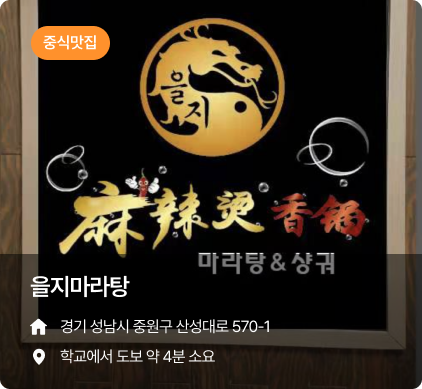 중식맛집
을지
麻辣烫 香锅
마라탕&샹궈
을지마라탕
경기 성남시 중원구 산성대로 570-1
학교에서 도보 약 4분 소요